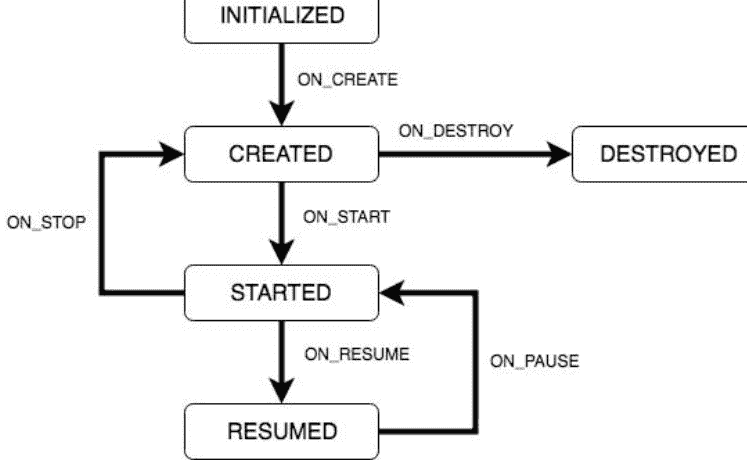 INITIALIZED
ON_CREATE
ON_DESTROY
CREATED
DESTROYED
ON_STOP
ON_START
STARTED
ON_RESUME
ON_PAUSE
RESUMED